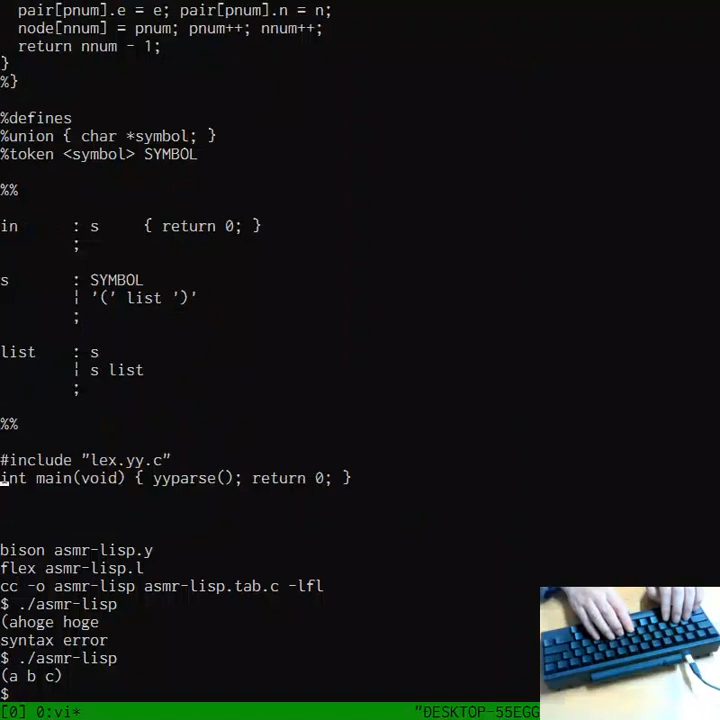 pair[pnum].e = e; pair[pnum].n = n;
node[nnum] = pnum; pnum++; nnum++;
return nnum - 1;
}
%}
%defines
%union { char *symbol; }
%token <symbol> SYMBOL
%%
in : s { return 0; }
;
s : SYMBOL
| '(' list ')'
;
list : s
| s list
;
%%
#include "lex.yy.c"
int main(void) { yyparse(); return 0; }
bison asmr-lisp.y
flex asmr-lisp.l
cc -o asmr-lisp asmr-lisp.tab.c -lfl
$ ./asmr-lisp
(ahoge hoge
syntax error
$ ./asmr-lisp
(a b c)
$
[0] 0:vi* "DESKTOP-55EGG